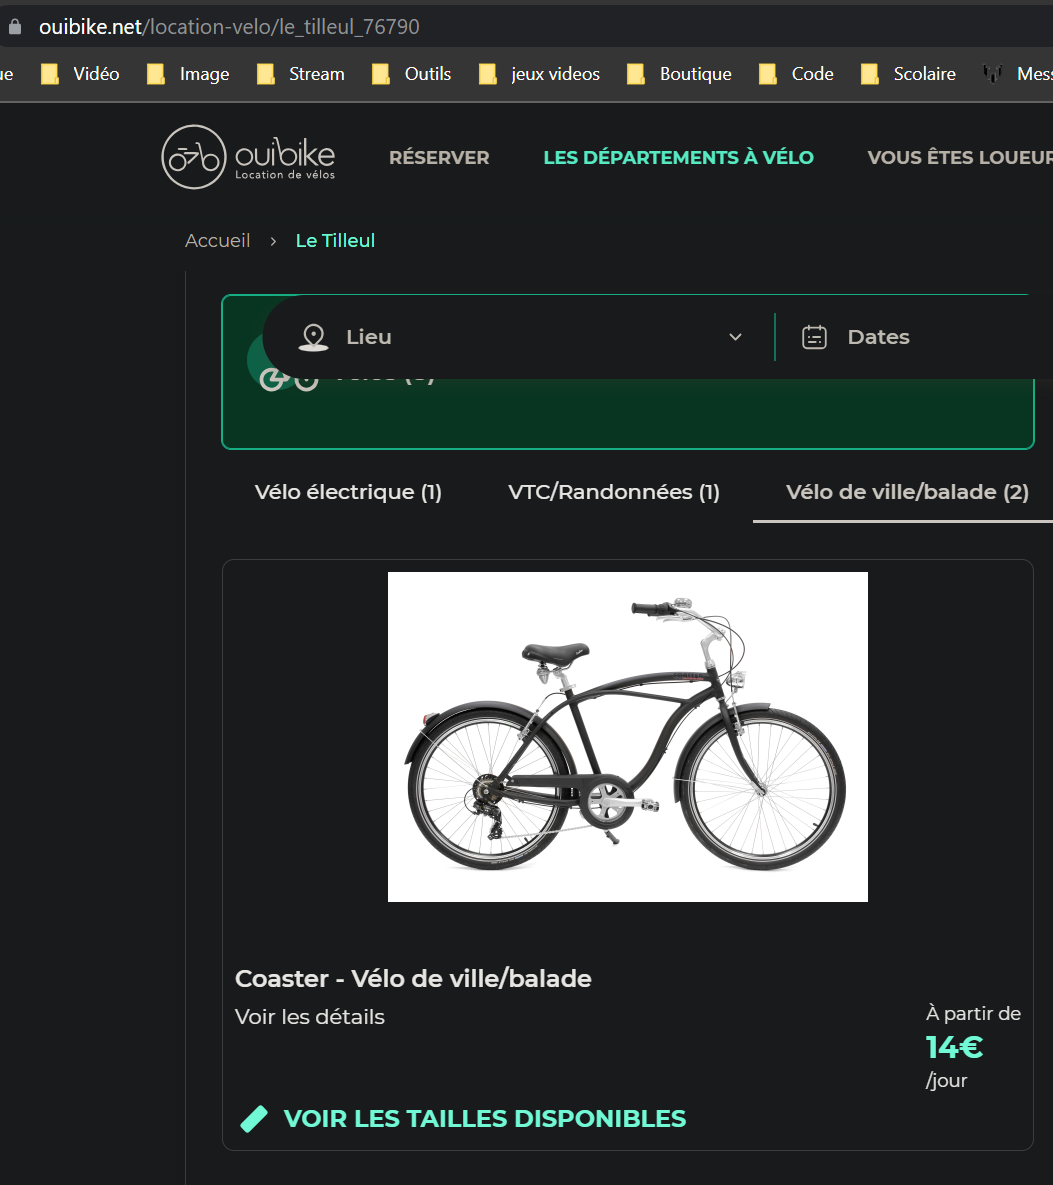 ouibike.net/location-velo/le_tilleul_76790
ue Vidéo Image Stream Outils jeux videos Boutique Code Scolaire Mess
ouibike
Location de vélos
RÉSERVER LES DÉPARTEMENTS À VÉLO VOUS ÊTES LOUEUR
Accueil > Le Tilleul
Lieu Dates
Vélo électrique (1) VTC/Randonnées (1) Vélo de ville/balade (2)
Coaster - Vélo de ville/balade
Voir les détails
À partir de
14€
/jour
VOIR LES TAILLES DISPONIBLES